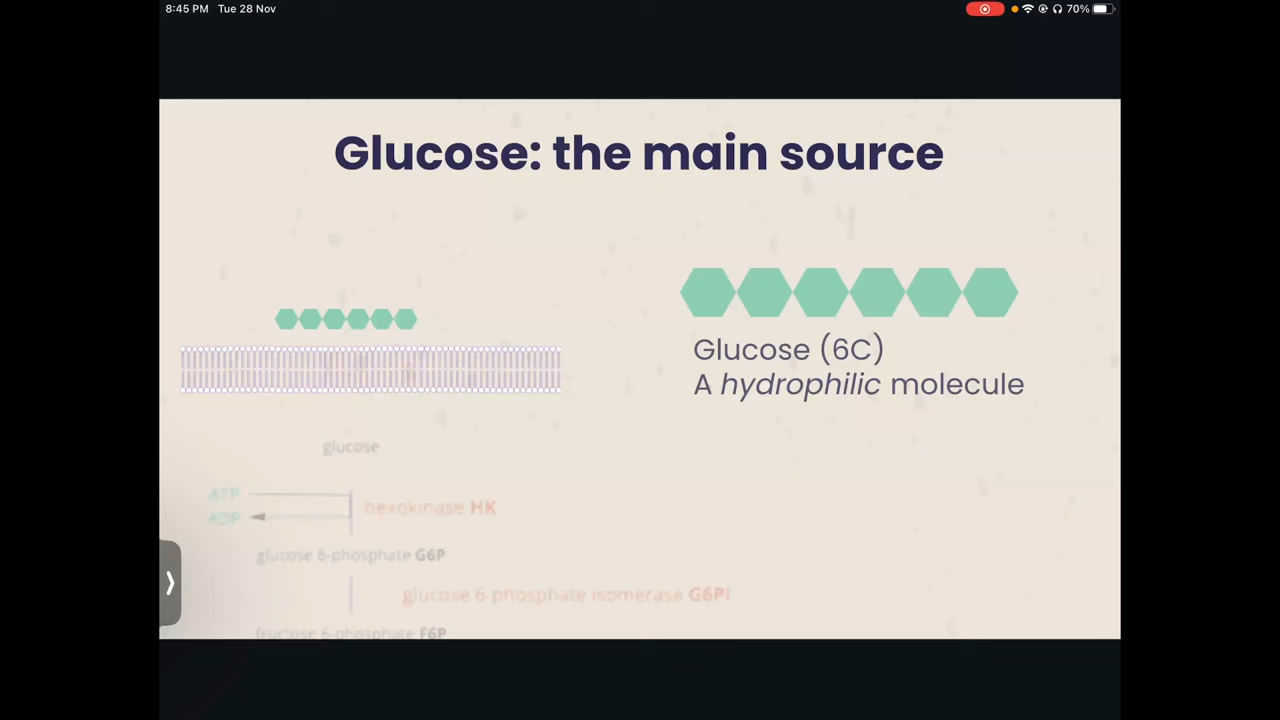 8:45 PM Tue 28 Nov
70%
Glucose: the main source
Glucose (6C)
A hydrophilic molecule
glucose
ATP
hexokinase HK
ADP
glucose 6-phosphate G6P
glucose 6-phosphate isomerase G6PI
fructose 6-phosphate F6P